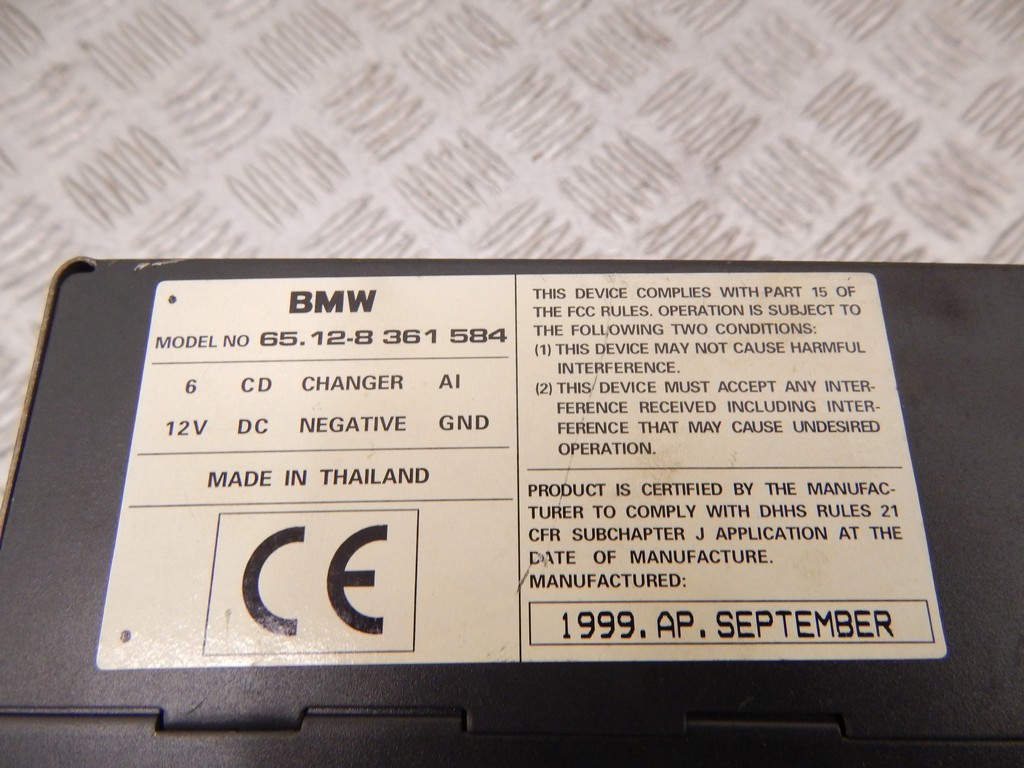 BMW
MODEL NO 65.12-8 361 584
6 CD CHANGER AI
12V DC NEGATIVE GND
MADE IN THAILAND
CE
THIS DEVICE COMPLIES WITH PART 15 OF
THE FCC RULES. OPERATION IS SUBJECT TO
THE FOLLOWING TWO CONDITIONS:
(1) THIS DEVICE MAY NOT CAUSE HARMFUL
INTERFERENCE.
(2) THIS DEVICE MUST ACCEPT ANY INTER-
FERENCE RECEIVED INCLUDING INTER-
FERENCE THAT MAY CAUSE UNDESIRED
OPERATION.
PRODUCT IS CERTIFIED BY THE MANUFAC-
TURER TO COMPLY WITH DHHS RULES 21
CFR SUBCHAPTER J APPLICATION AT THE
DATE OF MANUFACTURE.
MANUFACTURED:
1999. AP. SEPTEMBER